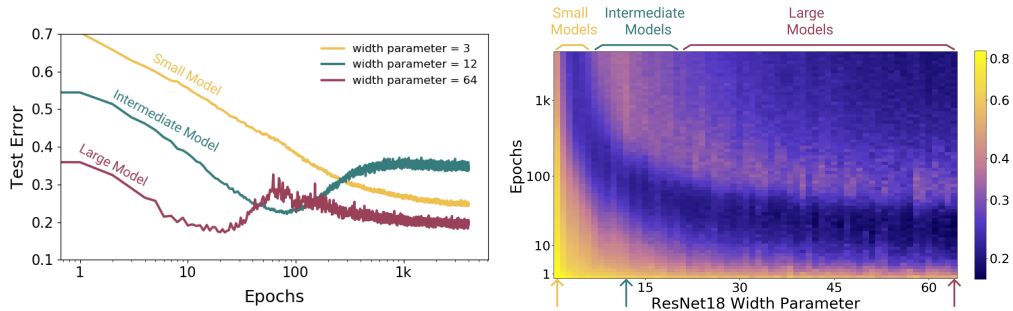 0.7
0.6
0.5
0.4
0.3
0.2
0.1
Test Error
1
10
100
1k
Epochs
Small Model
Intermediate Model
Large Model
width parameter = 3
width parameter = 12
width parameter = 64
Small
Models
Intermediate
Models
Large
Models
Epochs
1k
100
10
1
15
30
45
60
ResNet18 Width Parameter
0.8
0.5
0.4
0.3
0.2